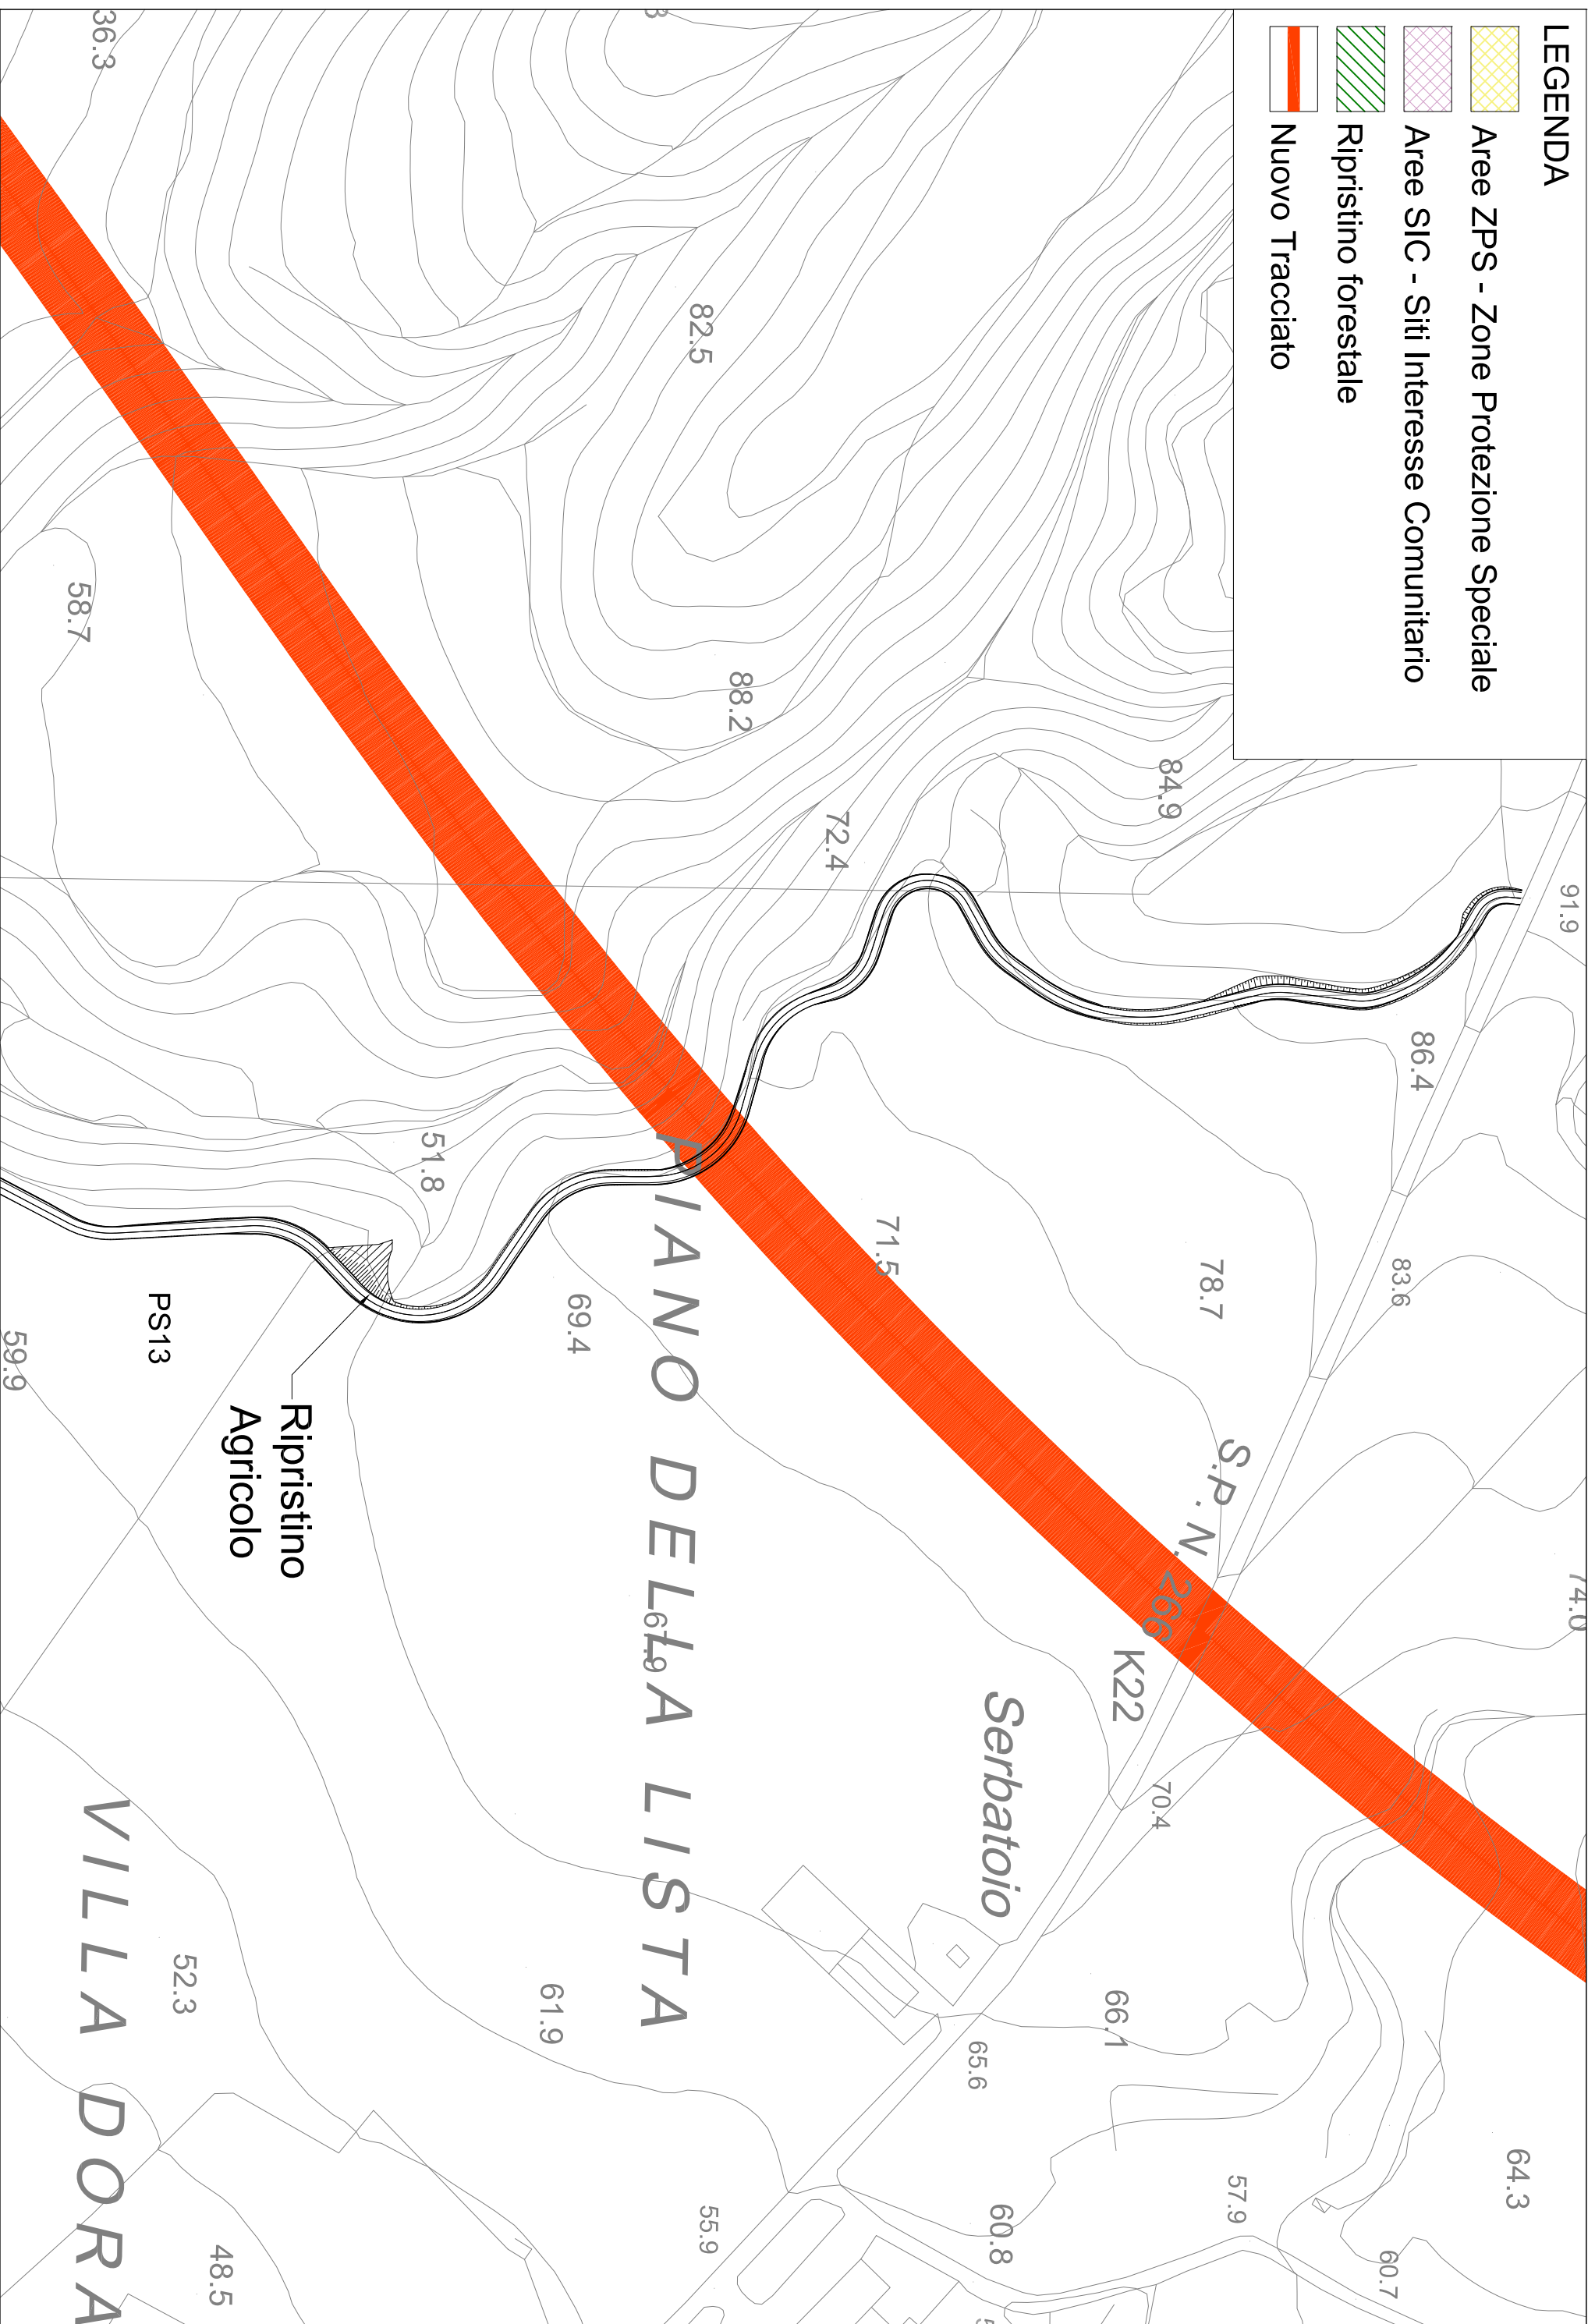 LEGENDA
Aree ZPS - Zone Protezione Speciale
Aree SIC - Siti Interesse Comunitario
Ripristino forestale
Nuovo Tracciato
91.9
74.0
64.3
86.4
83.6
60.7
84.9
78.7
57.9
S.P. N. 266
K22
70.4
66.1
Serbatoio
65.6
60.8
71.5
72.4
88.2
82.5
55.9
PIANO DELLA LISTA
67.9
69.4
61.9
51.8
Ripristino
Agricolo
48.5
52.3
PS13
VILLA DORA
36.3
58.7
59.9